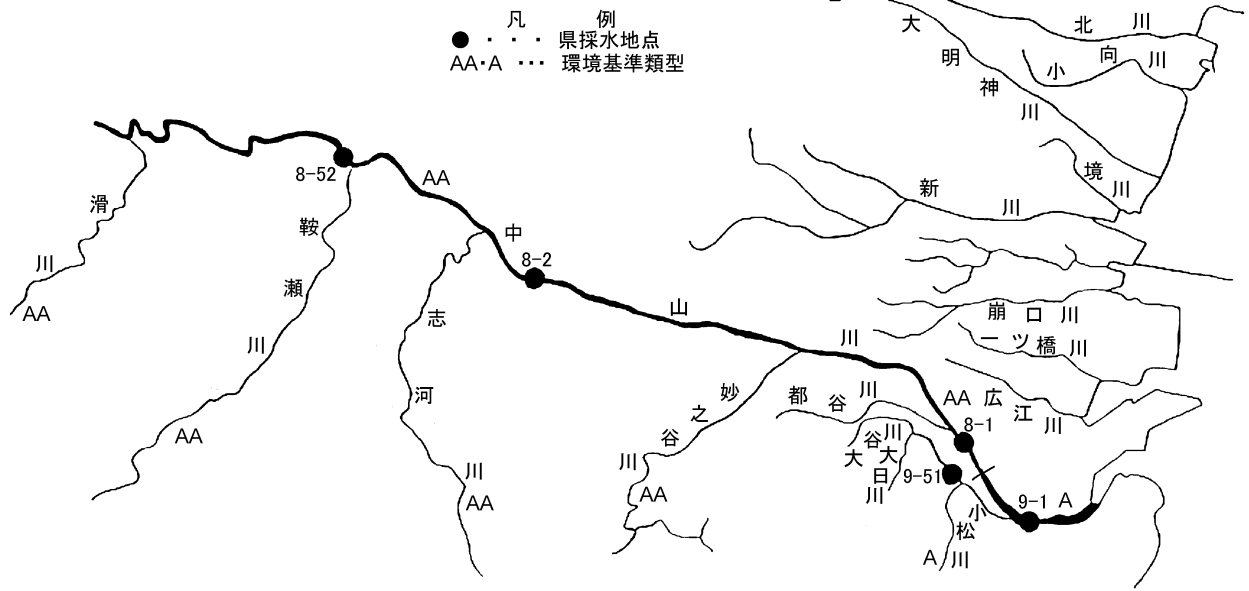 凡　例
●・・・県採水地点
AA・A ・・・環境基準類型
北川
大明神川
小向川
境川
新川
滑川
AA
8-52
鞍瀬川
AA
AA
中山川
8-2
志河川
AA
妙之谷川
AA
都谷川
大谷川
大日川
AA
8-1
9-51
小松川
A
9-1
A
崩口川
一ツ橋川
広江川